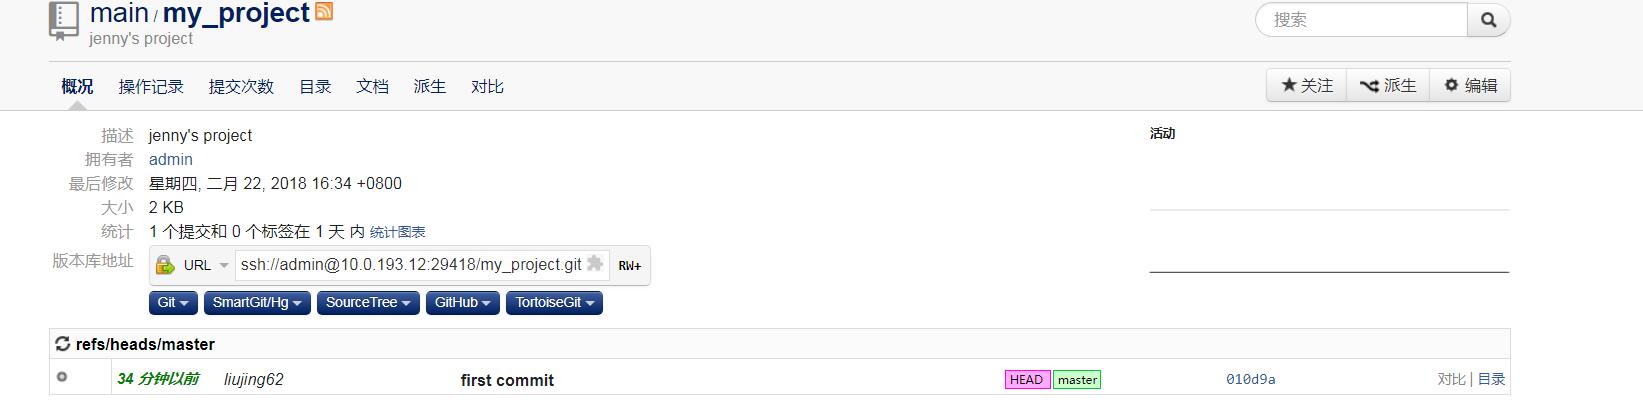 main / my_project
jenny's project
搜索
概况 操作记录 提交次数 目录 文档 派生 对比
关注 派生 编辑
描述 jenny's project
活动
拥有者 admin
最后修改 星期四, 二月 22, 2018 16:34 +0800
大小 2 KB
统计 1 个提交和 0 个标签在 1 天 内 统计图表
版本库地址 URL ssh://admin@10.0.193.12:29418/my_project.git RW+
Git SmartGit/Hg SourceTree GitHub TortoiseGit
refs/heads/master
34 分钟以前 liujing62 first commit HEAD master 010d9a 对比 | 目录